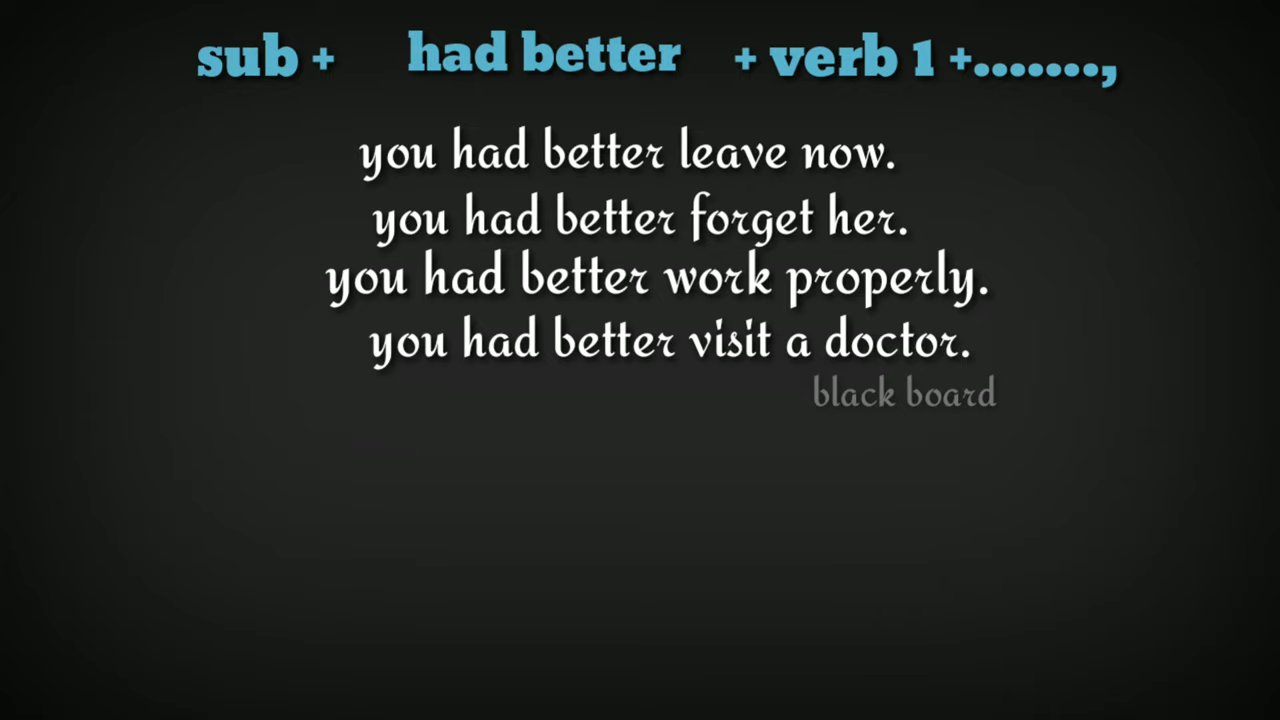 sub + had better + verb 1 +.......,
you had better leave now.
you had better forget her.
you had better work properly.
you had better visit a doctor.
black board